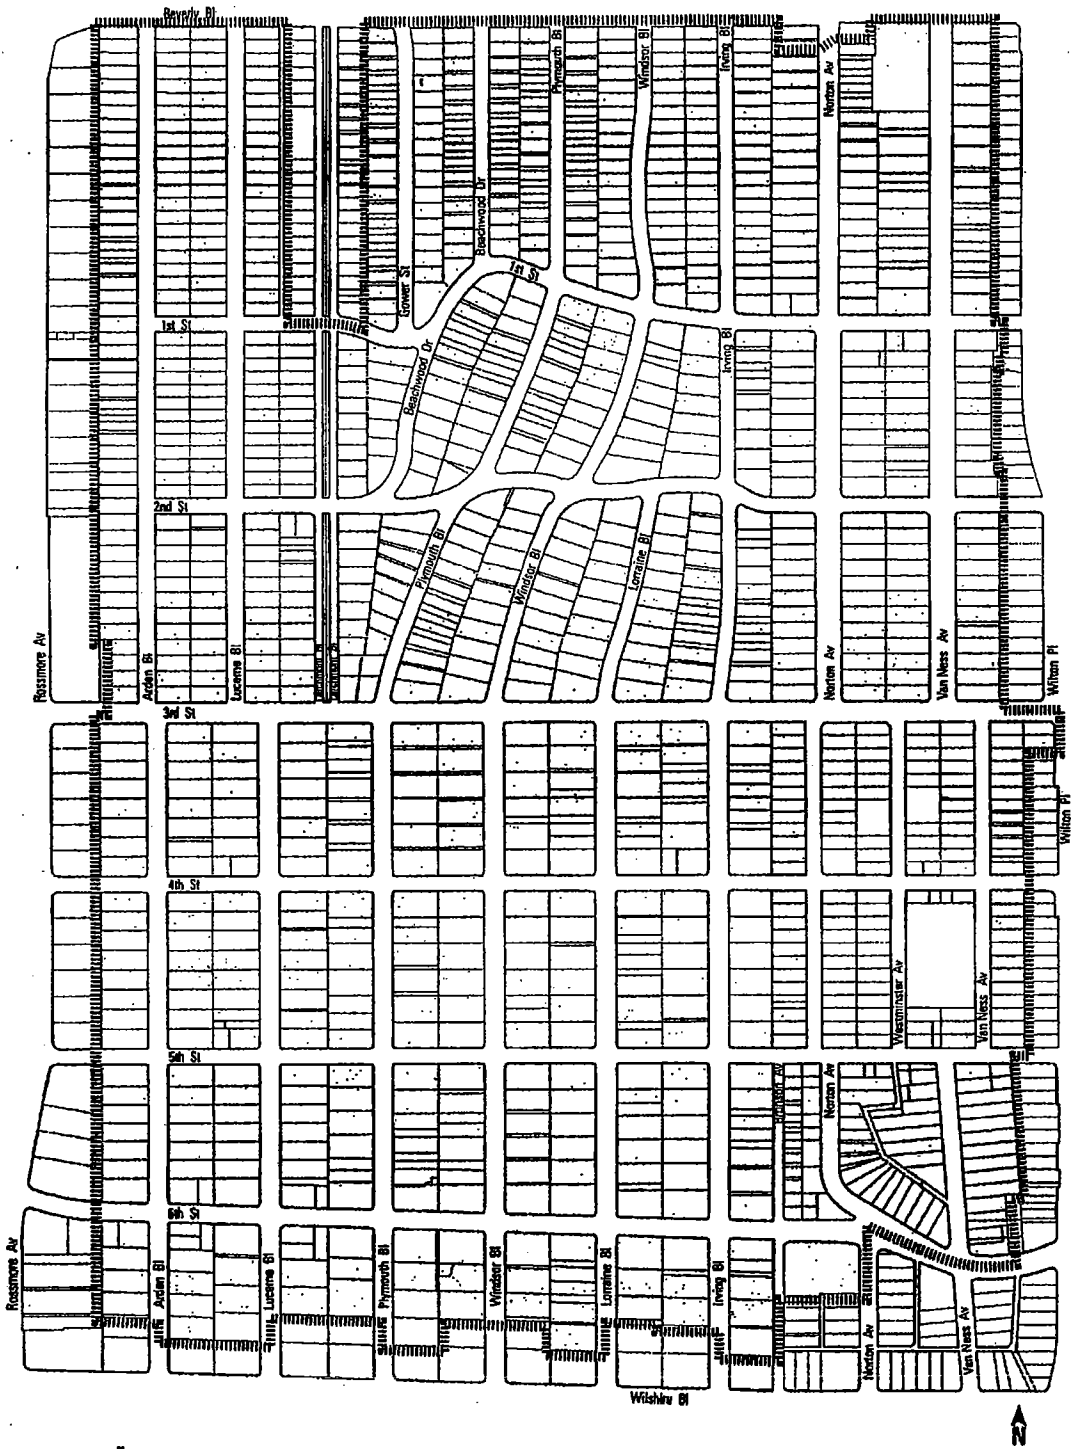 Beverly Bl
Plymouth Bl
Windsor Bl
Irving Bl
Norton Av
Beachwood Dr
1st St
Gower St
1st St
Beachwood Dr
Irving Bl
2nd St
Plymouth Bl
Windsor Bl
Lorraine Bl
Rossmore Av
Arden Bl
Lucerne Bl
Norton Av
Van Ness Av
Wilton Pl
3rd St
Wilton Pl
4th St
Westminster Av
Van Ness Av
5th St
Bronson Av
Norton Av
6th St
Rossmore Av
Arden Bl
Lucerne Bl
Plymouth Bl
Windsor Bl
Lorraine Bl
Irving Bl
Norton Av
Van Ness Av
Wilshire Bl
N